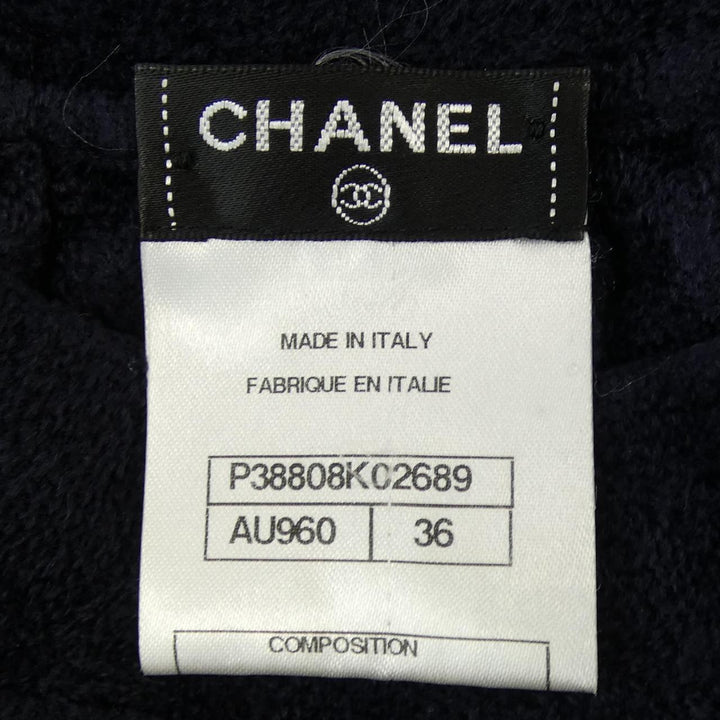 CHANEL
MADE IN ITALY
FABRIQUE EN ITALIE
P38808K02689
AU960 36
COMPOSITION